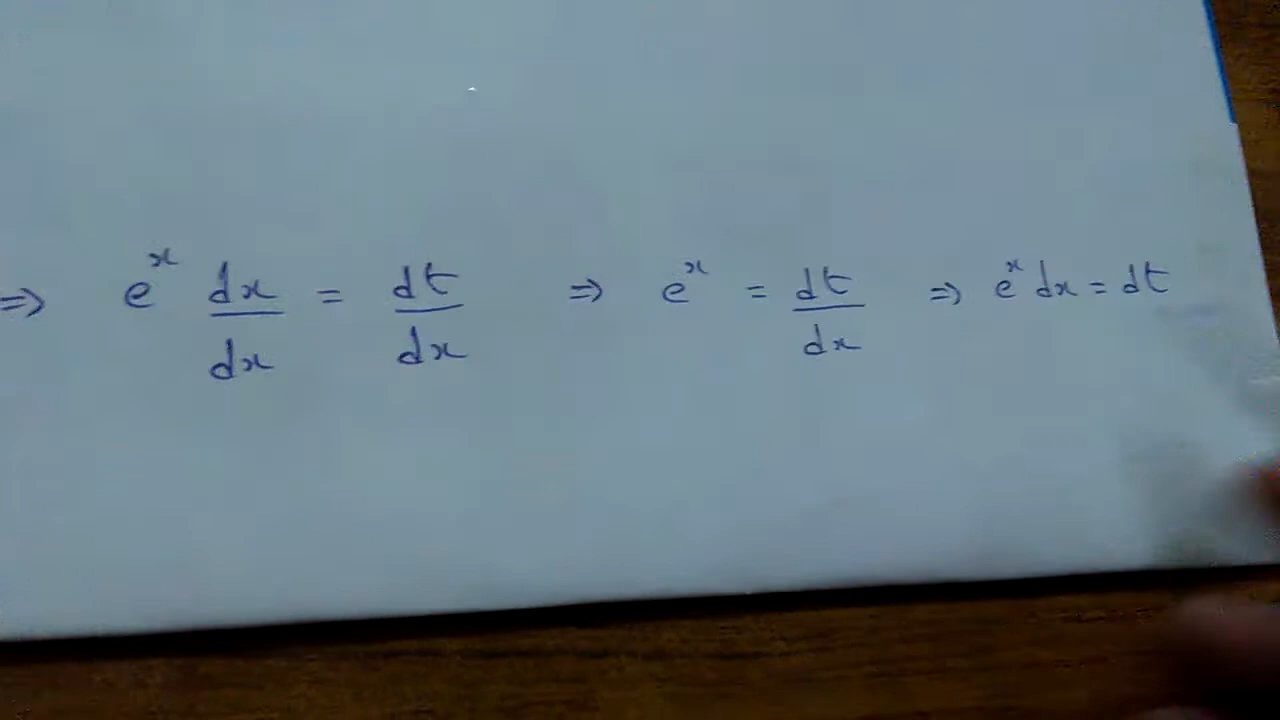 ⇒ e^x dx/dx = dt/dx ⇒ e^x = dt/dx ⇒ e^x dx = dt